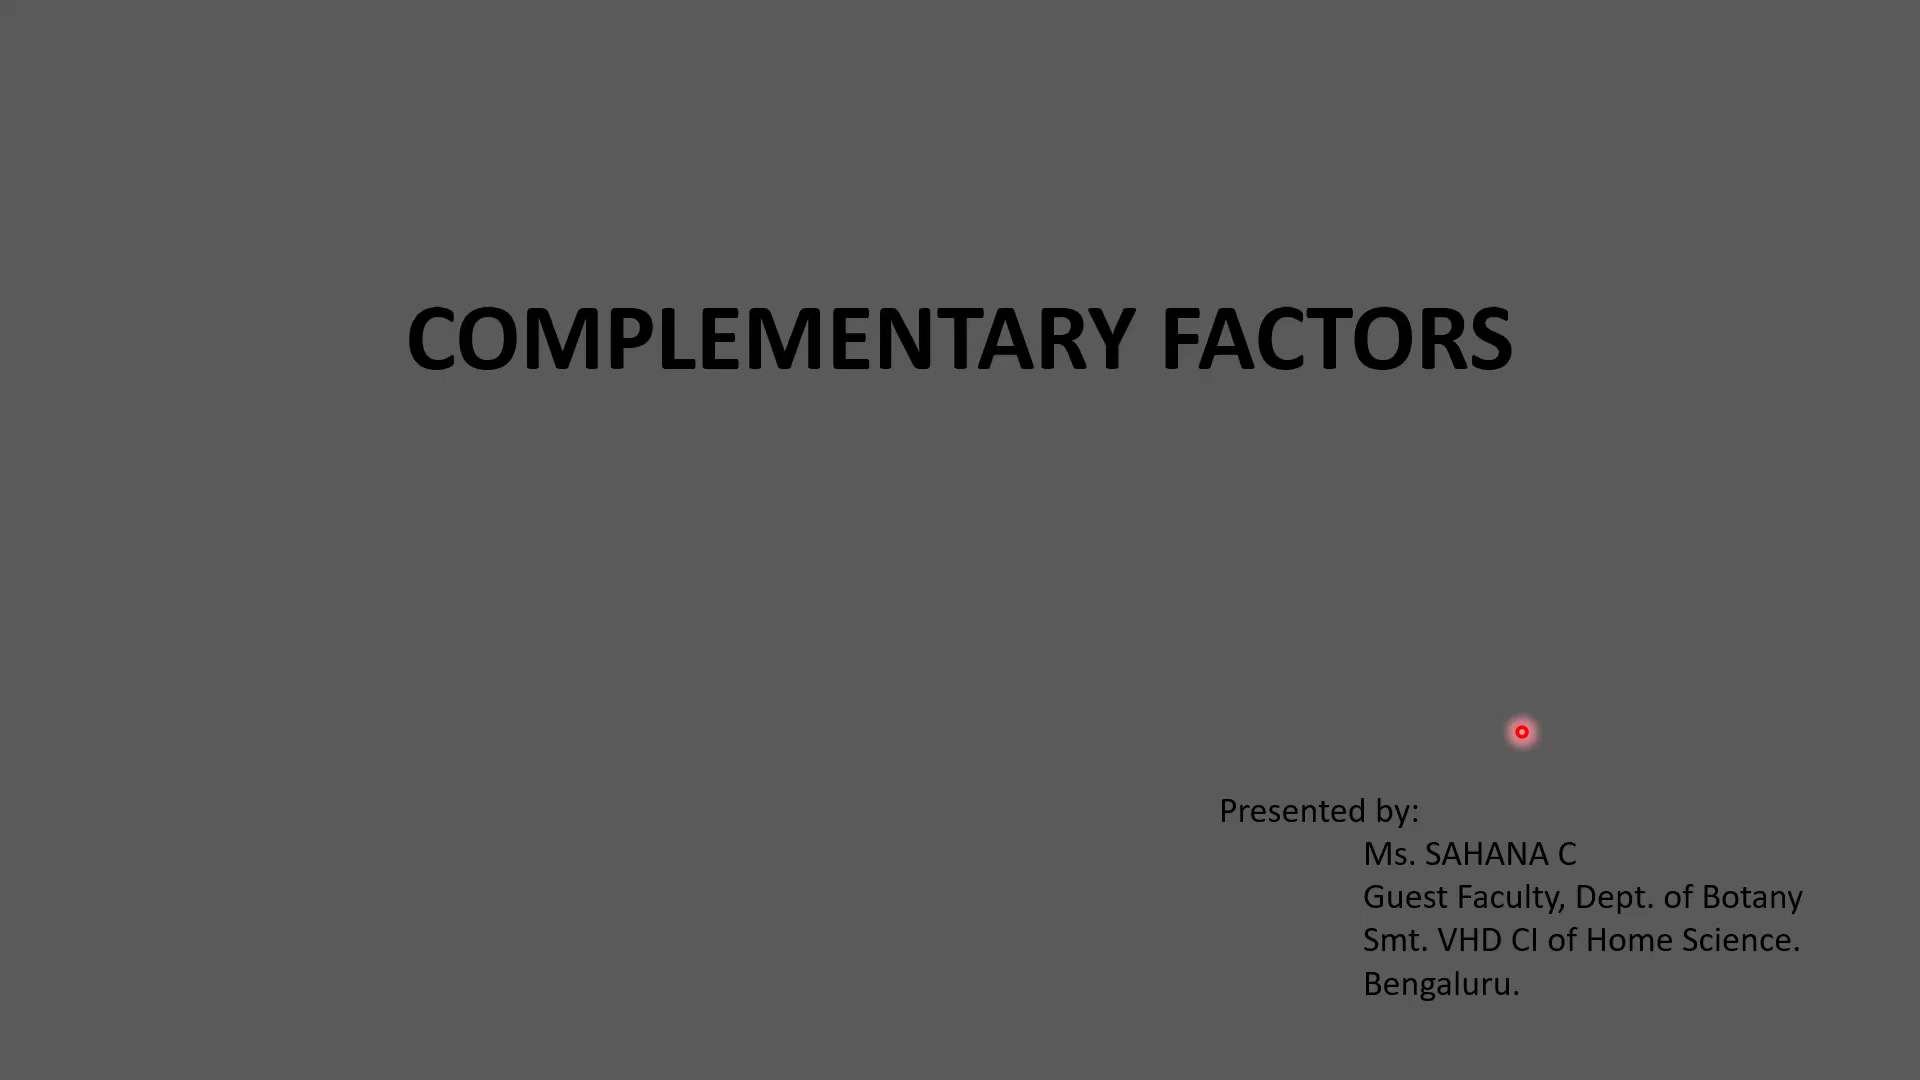 COMPLEMENTARY FACTORS
Presented by:
Ms. SAHANA C
Guest Faculty, Dept. of Botany
Smt. VHD CI of Home Science.
Bengaluru.